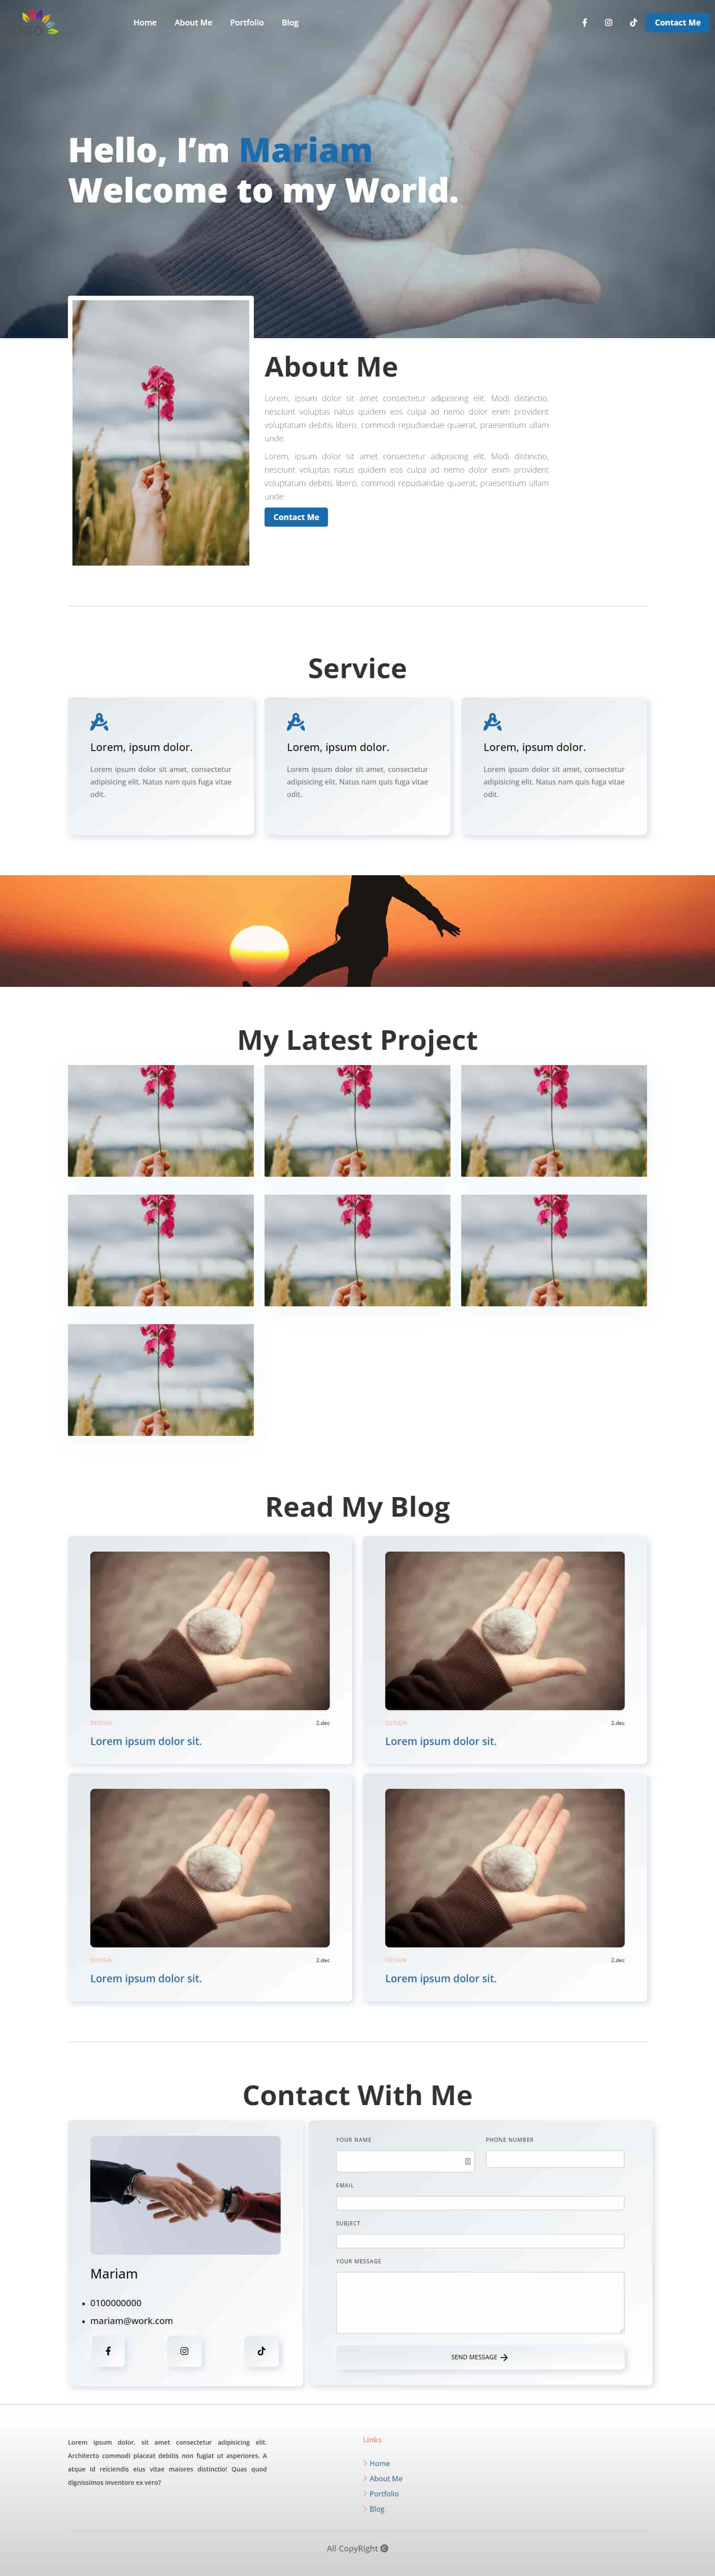 Home About Me Portfolio Blog Contact Me
Hello, I'm Mariam
Welcome to my World.
About Me
Lorem, ipsum dolor sit amet consectetur adipisicing elit. Modi distinctio,
nesciunt voluptas natus quidem eos culpa ad nemo dolor enim provident
voluptatum debitis libero, commodi repudiandae quaerat, praesentium ullam
unde.
Lorem, ipsum dolor sit amet consectetur adipisicing elit. Modi distinctio,
nesciunt voluptas natus quidem eos culpa ad nemo dolor enim provident
voluptatum debitis libero, commodi repudiandae quaerat, praesentium ullam
unde.
Contact Me
Service
Lorem, ipsum dolor.
Lorem ipsum dolor sit amet, consectetur
adipisicing elit. Natus nam quis fuga vitae
odit.
Lorem, ipsum dolor.
Lorem ipsum dolor sit amet, consectetur
adipisicing elit. Natus nam quis fuga vitae
odit.
Lorem, ipsum dolor.
Lorem ipsum dolor sit amet, consectetur
adipisicing elit. Natus nam quis fuga vitae
odit.
My Latest Project
Read My Blog
DESIGN 2.dec
Lorem ipsum dolor sit.
DESIGN 2.dec
Lorem ipsum dolor sit.
DESIGN 2.dec
Lorem ipsum dolor sit.
DESIGN 2.dec
Lorem ipsum dolor sit.
Contact With Me
Mariam
0100000000
mariam@work.com
YOUR NAME PHONE NUMBER
EMAIL
SUBJECT
YOUR MESSAGE
SEND MESSAGE
Lorem ipsum dolor, sit amet consectetur adipisicing elit.
Architecto commodi placeat debitis non fugiat ut asperiores. A
atque id reiciendis eius vitae maiores distinctio! Quas quod
dignissimos inventore ex vero?
Links
Home
About Me
Portfolio
Blog
All CopyRight